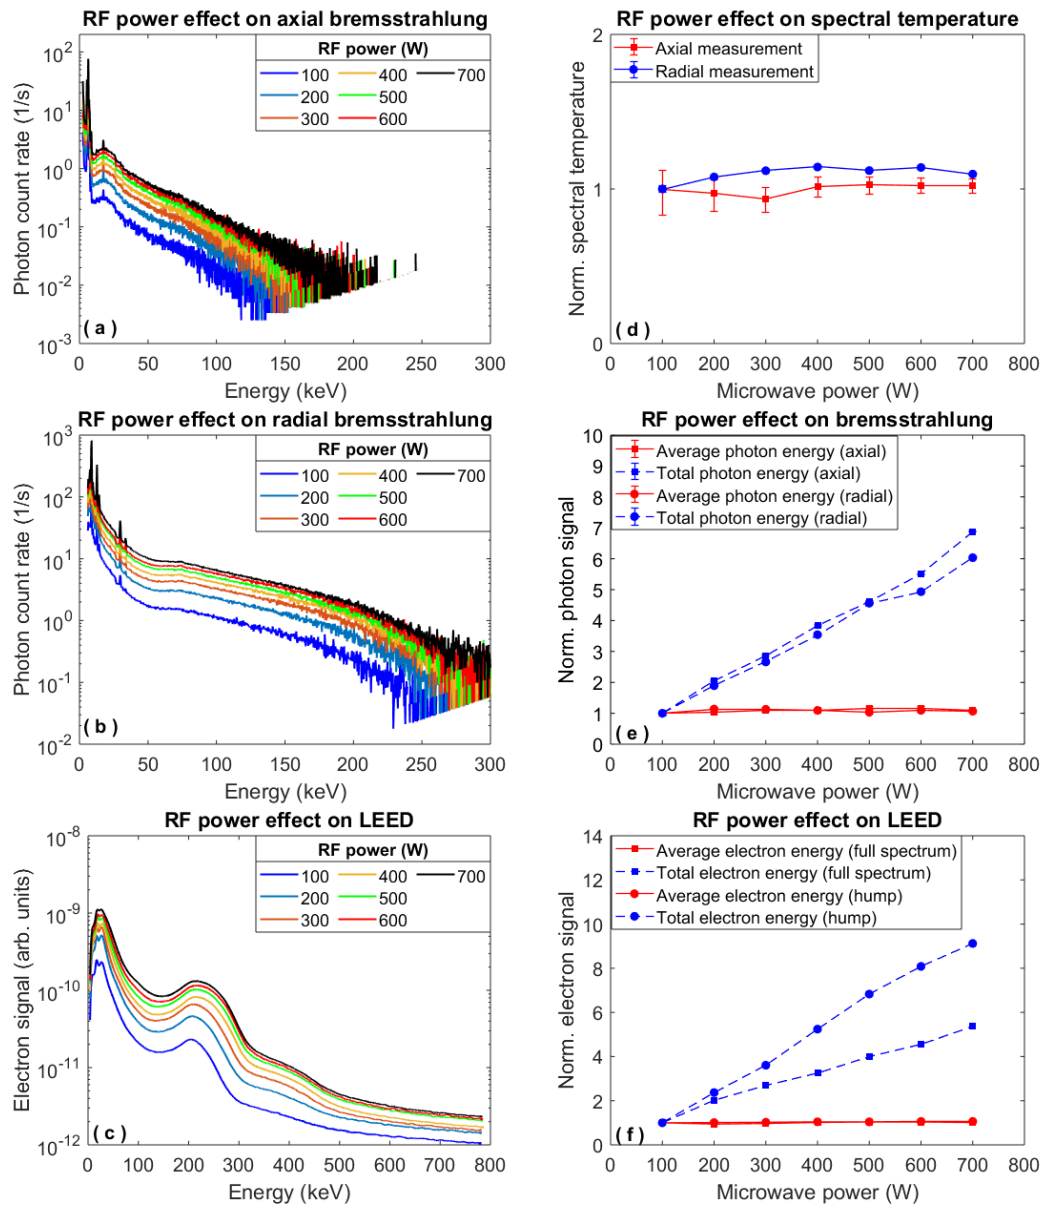 RF power effect on axial bremsstrahlung
RF power (W)
100 400 700
200 500
300 600
10^2
10^1
10^0
10^-1
10^-2
10^-3
Photon count rate (1/s)
( a )
0 50 100 150 200 250 300
Energy (keV)
RF power effect on spectral temperature
Axial measurement
Radial measurement
2
1
0
Norm. spectral temperature
( d )
0 100 200 300 400 500 600 700 800
Microwave power (W)
RF power effect on radial bremsstrahlung
RF power (W)
100 400 700
200 500
300 600
10^3
10^2
10^1
10^0
10^-1
10^-2
Photon count rate (1/s)
( b )
0 50 100 150 200 250 300
Energy (keV)
RF power effect on bremsstrahlung
Average photon energy (axial)
Total photon energy (axial)
Average photon energy (radial)
Total photon energy (radial)
10
9
8
7
6
5
4
3
2
1
0
Norm. photon signal
( e )
0 100 200 300 400 500 600 700 800
Microwave power (W)
RF power effect on LEED
RF power (W)
100 400 700
200 500
300 600
10^-8
10^-9
10^-10
10^-11
10^-12
Electron signal (arb. units)
( c )
0 100 200 300 400 500 600 700 800
Energy (keV)
RF power effect on LEED
Average electron energy (full spectrum)
Total electron energy (full spectrum)
Average electron energy (hump)
Total electron energy (hump)
14
12
10
8
6
4
2
0
Norm. electron signal
( f )
0 100 200 300 400 500 600 700 800
Microwave power (W)